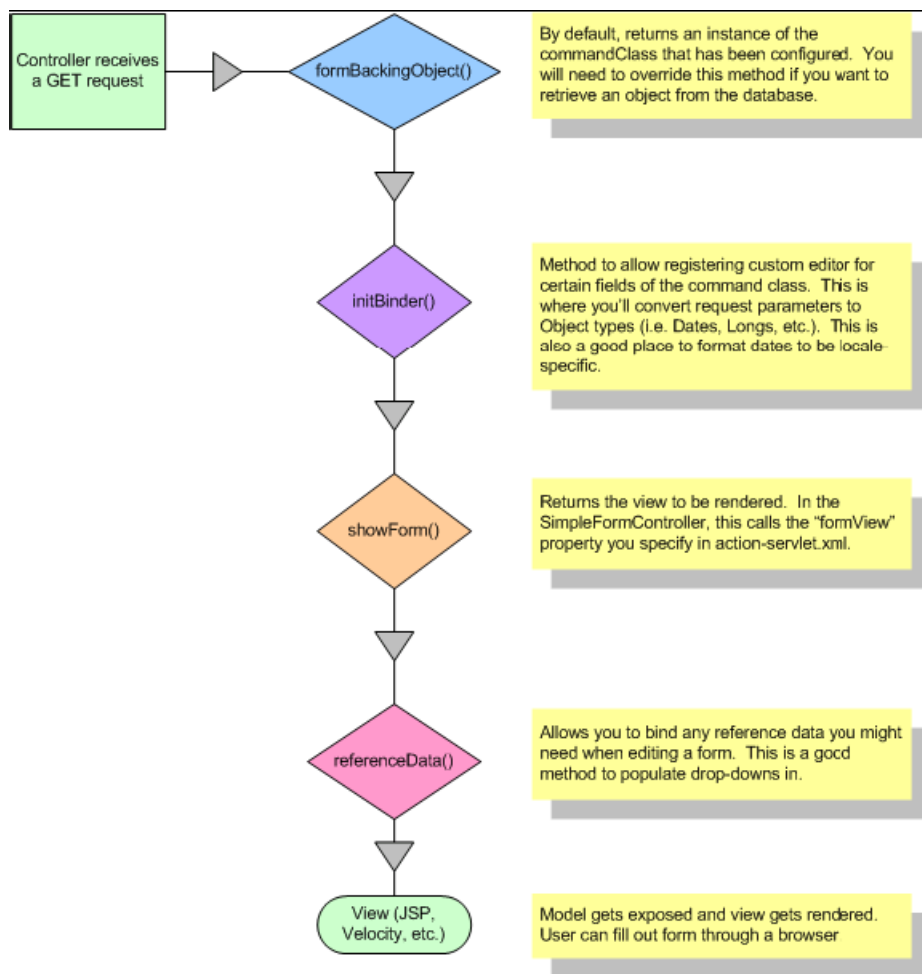 Controller receives
a GET request
formBackingObject()
By default, returns an instance of the
commandClass that has been configured. You
will need to override this method if you want to
retrieve an object from the database.
initBinder()
Method to allow registering custom editor for
certain fields of the command class. This is
where you'll convert request parameters to
Object types (i.e. Dates, Longs, etc.). This is
also a good place to format dates to be locale-
specific.
showForm()
Returns the view to be rendered. In the
SimpleFormController, this calls the “formView”
property you specify in action-servlet.xml.
referenceData()
Allows you to bind any reference data you might
need when editing a form. This is a good
method to populate drop-downs in.
View (JSP,
Velocity, etc.)
Model gets exposed and view gets rendered.
User can fill out form through a browser